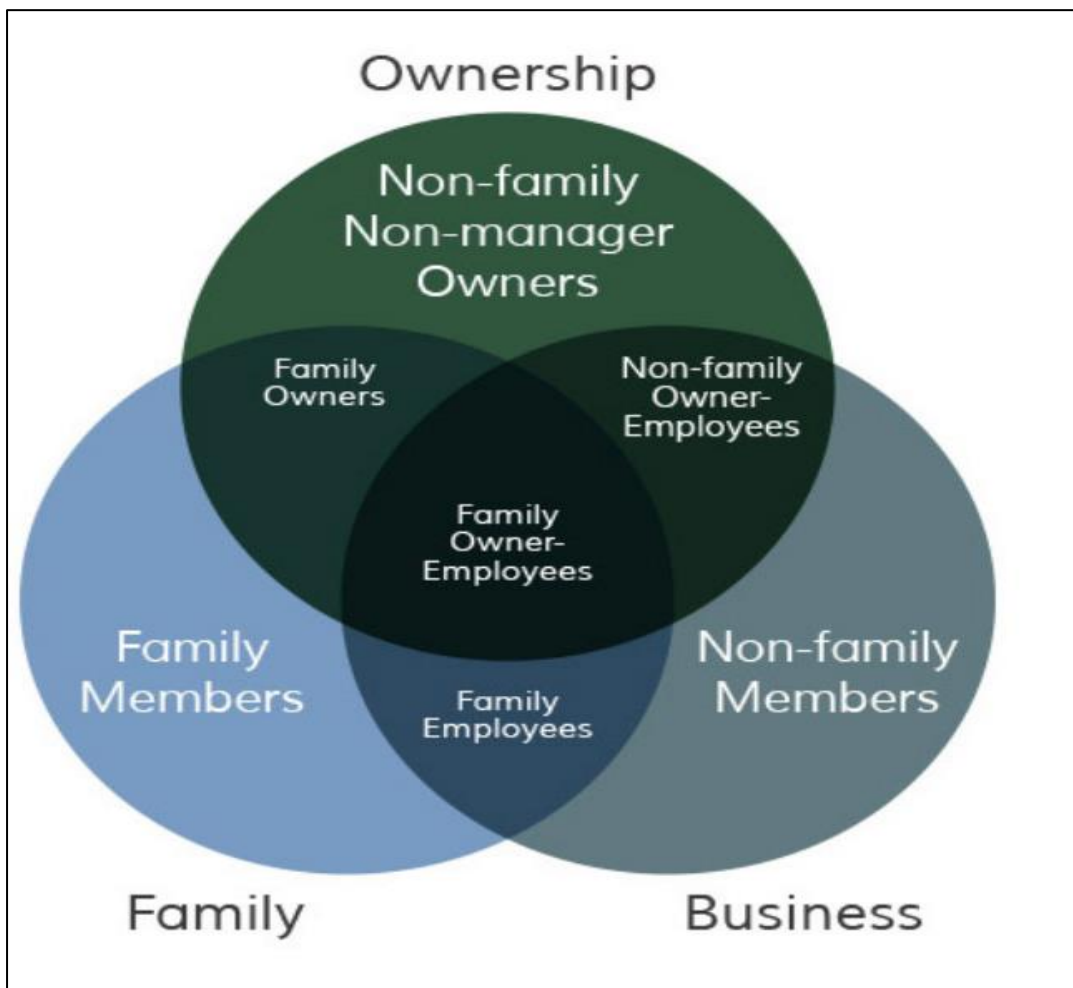 Ownership
Non-family
Non-manager
Owners
Family
Owners
Non-family
Owner-
Employees
Family
Owner-
Employees
Family
Members
Non-family
Members
Family
Employees
Family
Business